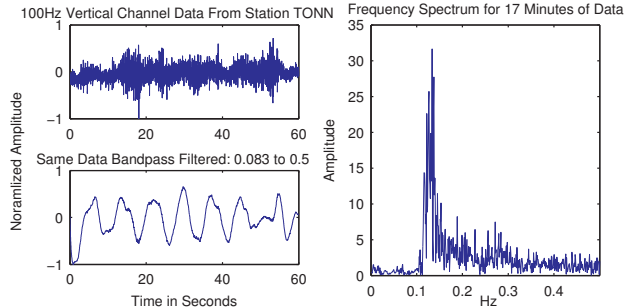 100Hz Vertical Channel Data From Station TONN
1
0
−1
0 20 40 60
Same Data Bandpass Filtered: 0.083 to 0.5
1
0
−1
0 20 40 60
Time in Seconds
Noramlized Amplitude
Frequency Spectrum for 17 Minutes of Data
35
30
25
20
15
10
5
0
0 0.1 0.2 0.3 0.4 0.5
Hz
Amplitude